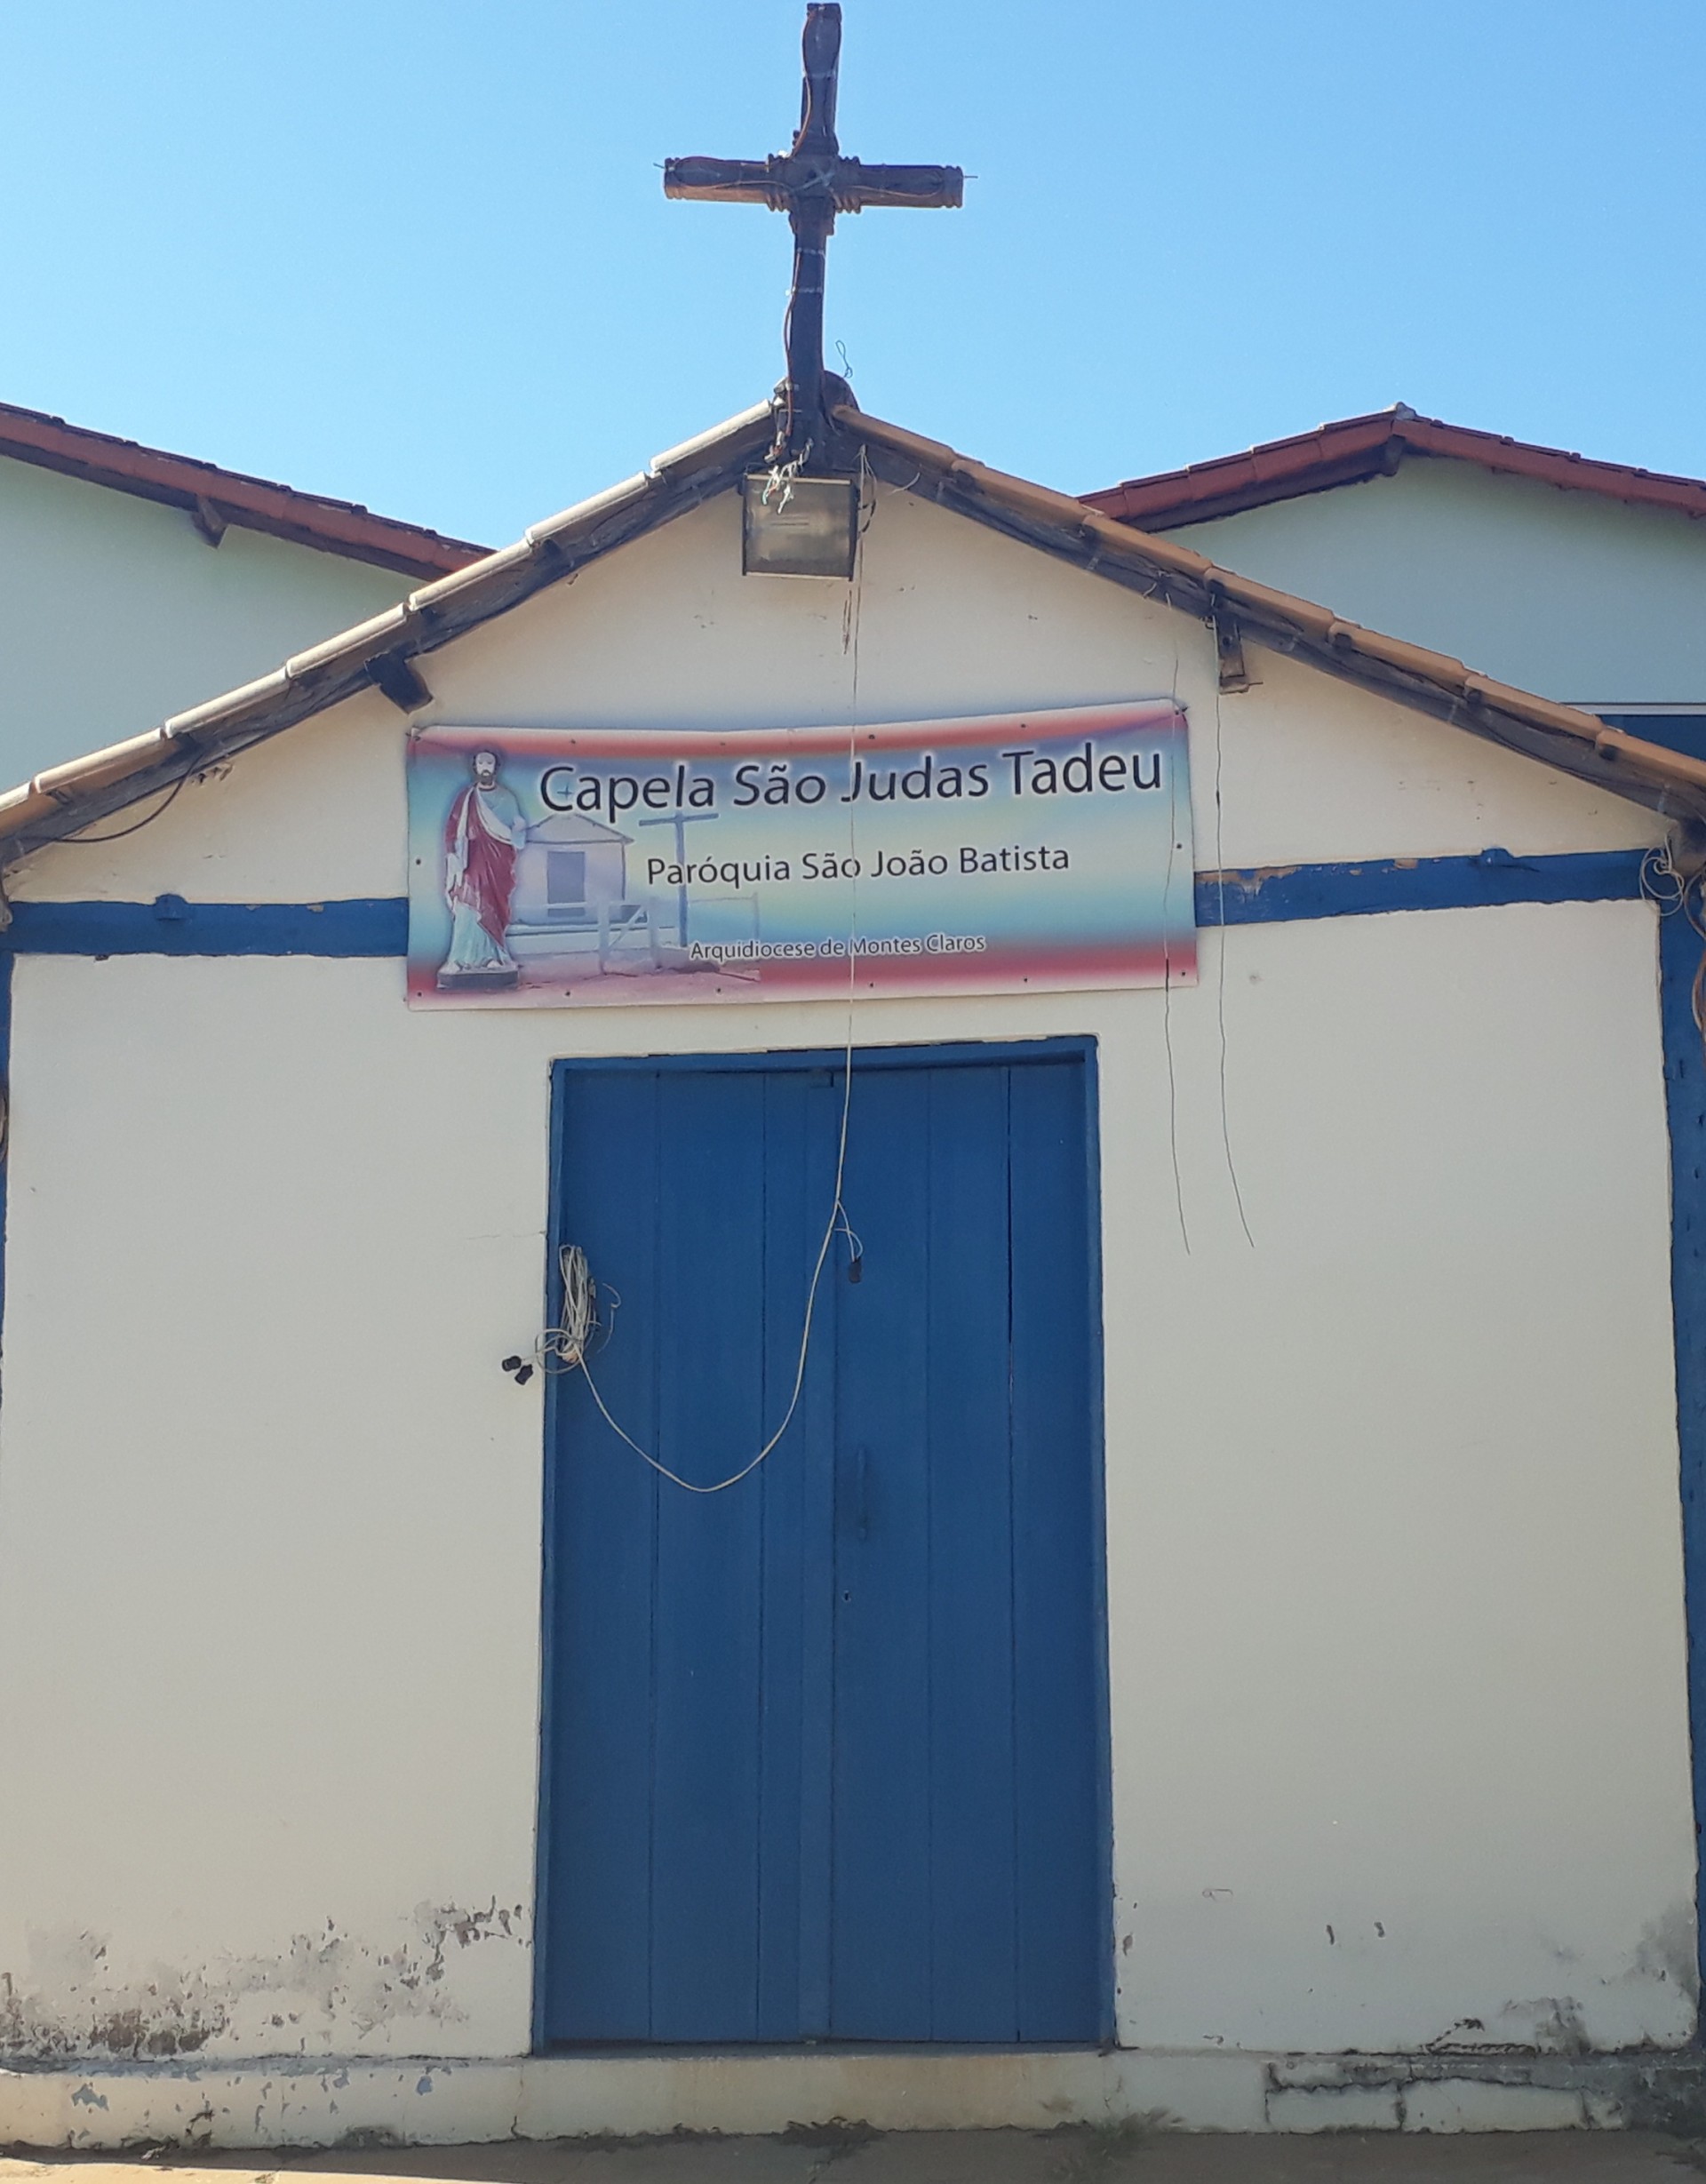 Capela São Judas Tadeu
Paróquia São João Batista
Arquidiocese de Montes Claros